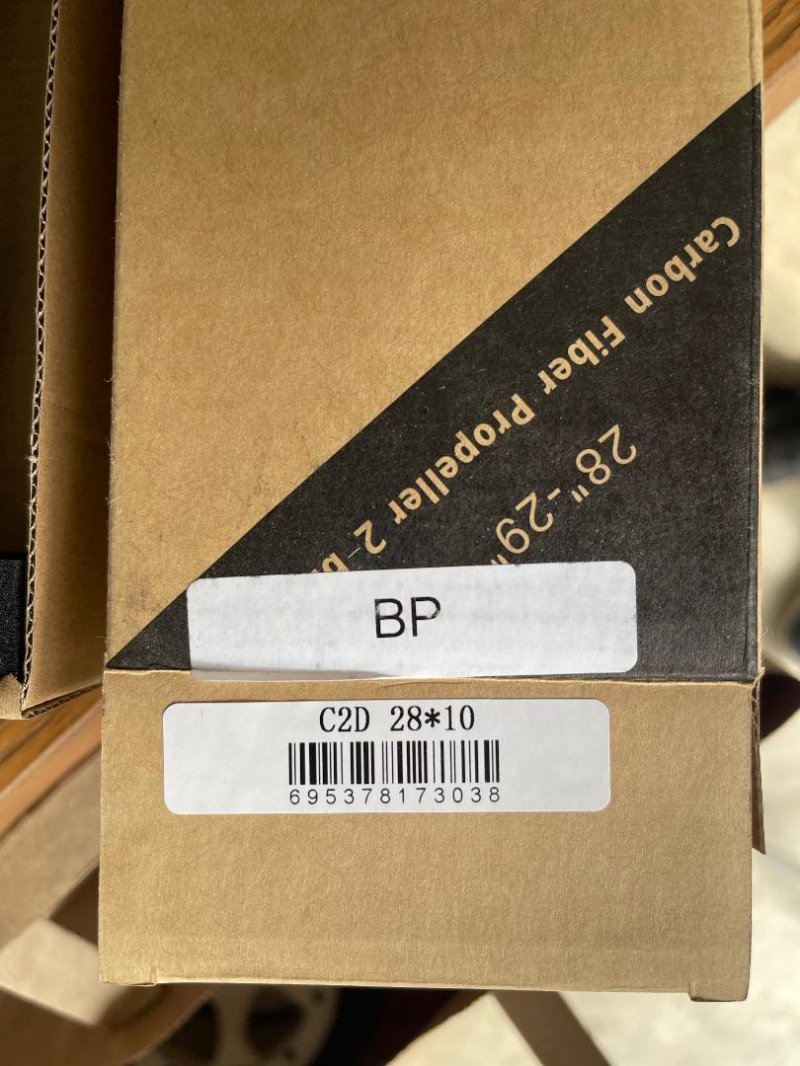 Carbon Fiber Propeller 2-b
28"-29"
BP
C2D 28*10
695378173038